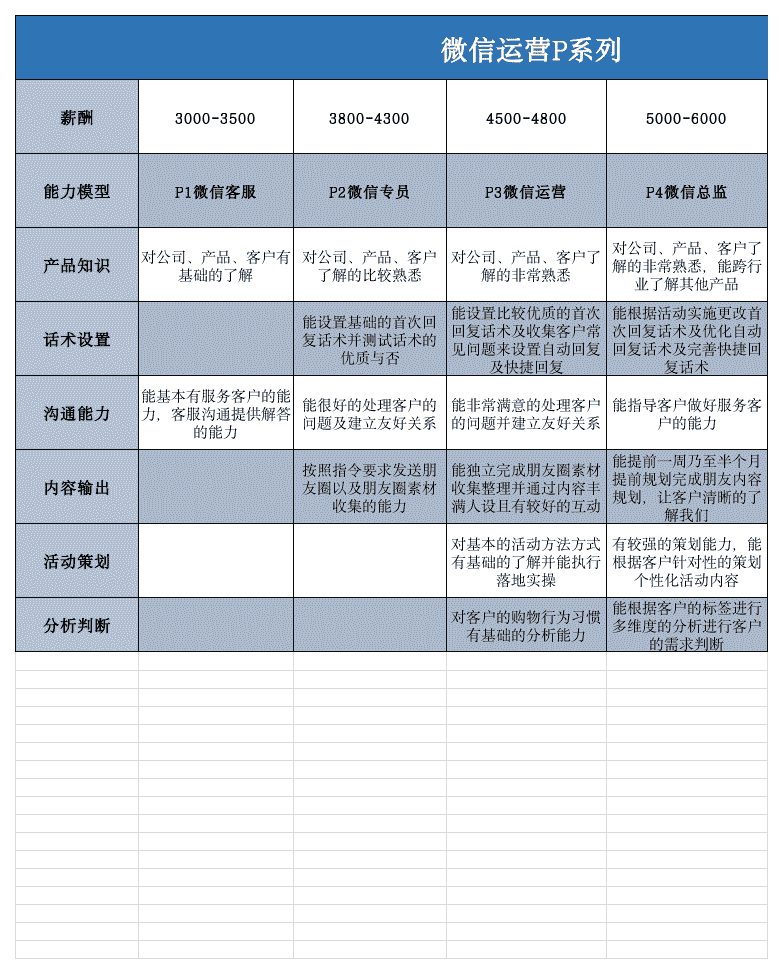 微信运营P系列
薪酬
3000-3500
3800-4300
4500-4800
5000-6000
能力模型
P1微信客服
P2微信专员
P3微信运营
P4微信总监
产品知识
对公司、产品、客户有
基础的了解
对公司、产品、客户
了解的比较熟悉
对公司、产品、客户了
解的非常熟悉
对公司、产品、客户了
解的非常熟悉，能跨行
业了解其他产品
话术设置
能设置基础的首次回
复话术并测试话术的
优质与否
能设置比较优质的首次
回复话术及收集客户常
见问题来设置自动回复
及快捷回复
能根据活动实施更改首
次回复话术及优化自动
回复话术及完善快捷回
复话术
沟通能力
能基本有服务客户的能
力，客服沟通提供解答
的能力
能很好的处理客户的
问题及建立友好关系
能非常满意的处理客户
的问题并建立友好关系
能指导客户做好服务客
户的能力
内容输出
按照指令要求发送朋
友圈以及朋友圈素材
收集的能力
能独立完成朋友圈素材
收集整理并通过内容丰
满人设且有较好的互动
能提前一周乃至半个月
提前规划完成朋友内容
规划，让客户清晰的了
解我们
活动策划
对基本的活动方法方式
有基础的了解并能执行
落地实操
有较强的策划能力，能
根据客户针对性的策划
个性化活动内容
分析判断
对客户的购物行为习惯
有基础的分析能力
能根据客户的标签进行
多维度的分析进行客户
的需求判断